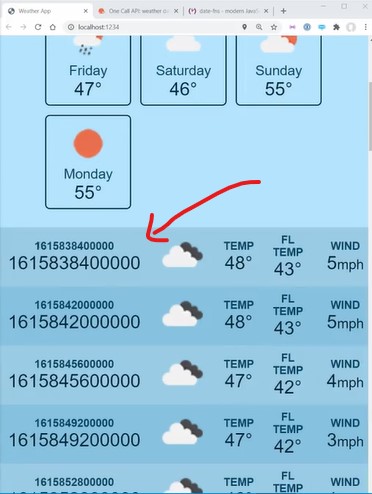 Weather App
One Call API: weather da
date-fns - modern JavaS
localhost:1234
Friday Saturday Sunday
47° 46° 55°
Monday
55°
1615838400000 TEMP FL TEMP WIND
1615838400000 48° 43° 5mph
1615842000000 TEMP FL TEMP WIND
1615842000000 48° 43° 5mph
1615845600000 TEMP FL TEMP WIND
1615845600000 47° 42° 4mph
1615849200000 TEMP FL TEMP WIND
1615849200000 47° 42° 3mph
1615852800000 TEMP FL TEMP WIND